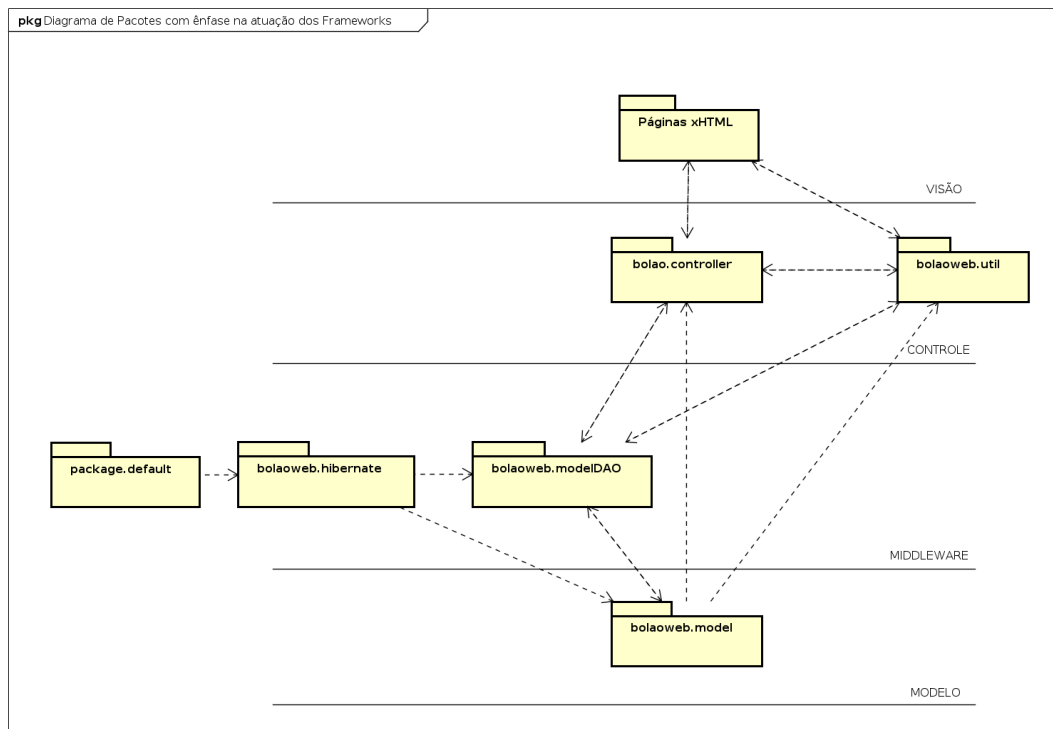 pkg Diagrama de Pacotes com ênfase na atuação dos Frameworks
Páginas xHTML
VISÃO
bolao.controller
bolaoweb.util
CONTROLE
package.default
bolaoweb.hibernate
bolaoweb.modelDAO
MIDDLEWARE
bolaoweb.model
MODELO